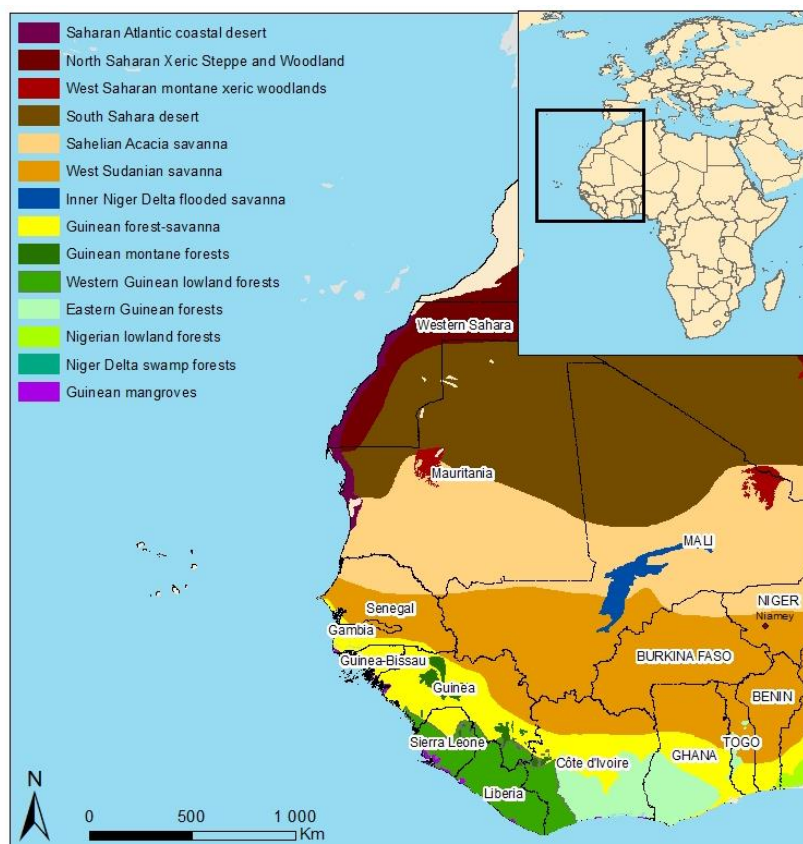 Saharan Atlantic coastal desert
North Saharan Xeric Steppe and Woodland
West Saharan montane xeric woodlands
South Sahara desert
Sahelian Acacia savanna
West Sudanian savanna
Inner Niger Delta flooded savanna
Guinean forest-savanna
Guinean montane forests
Western Guinean lowland forests
Eastern Guinean forests
Nigerian lowland forests
Niger Delta swamp forests
Guinean mangroves
Western Sahara
Mauritania
MALI
NIGER
Niamey
Senegal
Gambia
BURKINA FASO
Guinea-Bissau
Guinea
BENIN
TOGO
Sierra Leone
Côte d'Ivoire
GHANA
Liberia
N
0 500 1 000
Km